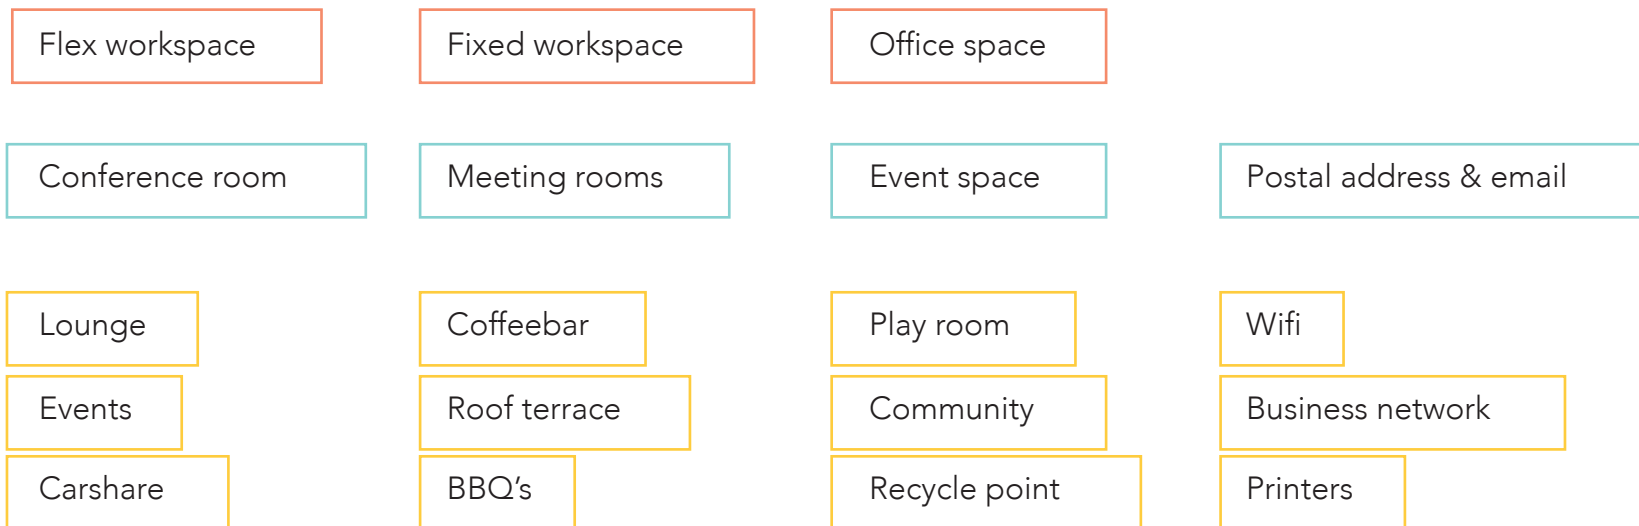 Flex workspace
Fixed workspace
Office space
Conference room
Meeting rooms
Event space
Postal address & email
Lounge
Coffeebar
Play room
Wifi
Events
Roof terrace
Community
Business network
Carshare
BBQ’s
Recycle point
Printers